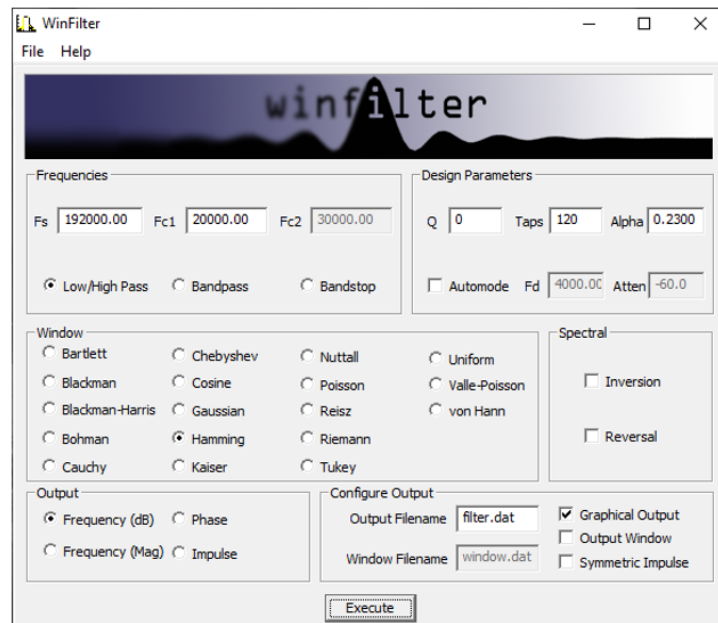 WinFilter
File Help
winfilter
Frequencies
Fs 192000.00 Fc1 20000.00 Fc2 30000.00
Low/High Pass Bandpass Bandstop
Design Parameters
Q 0 Taps 120 Alpha 0.2300
Automode Fd 4000.00 Atten -60.0
Window
Bartlett Chebyshev Nuttall Uniform
Blackman Cosine Poisson Valle-Poisson
Blackman-Harris Gaussian Reisz von Hann
Bohman Hamming Riemann
Cauchy Kaiser Tukey
Spectral
Inversion
Reversal
Output
Frequency (dB) Phase
Frequency (Mag) Impulse
Configure Output
Output Filename filter.dat Graphical Output
Output Window
Window Filename window.dat Symmetric Impulse
Execute